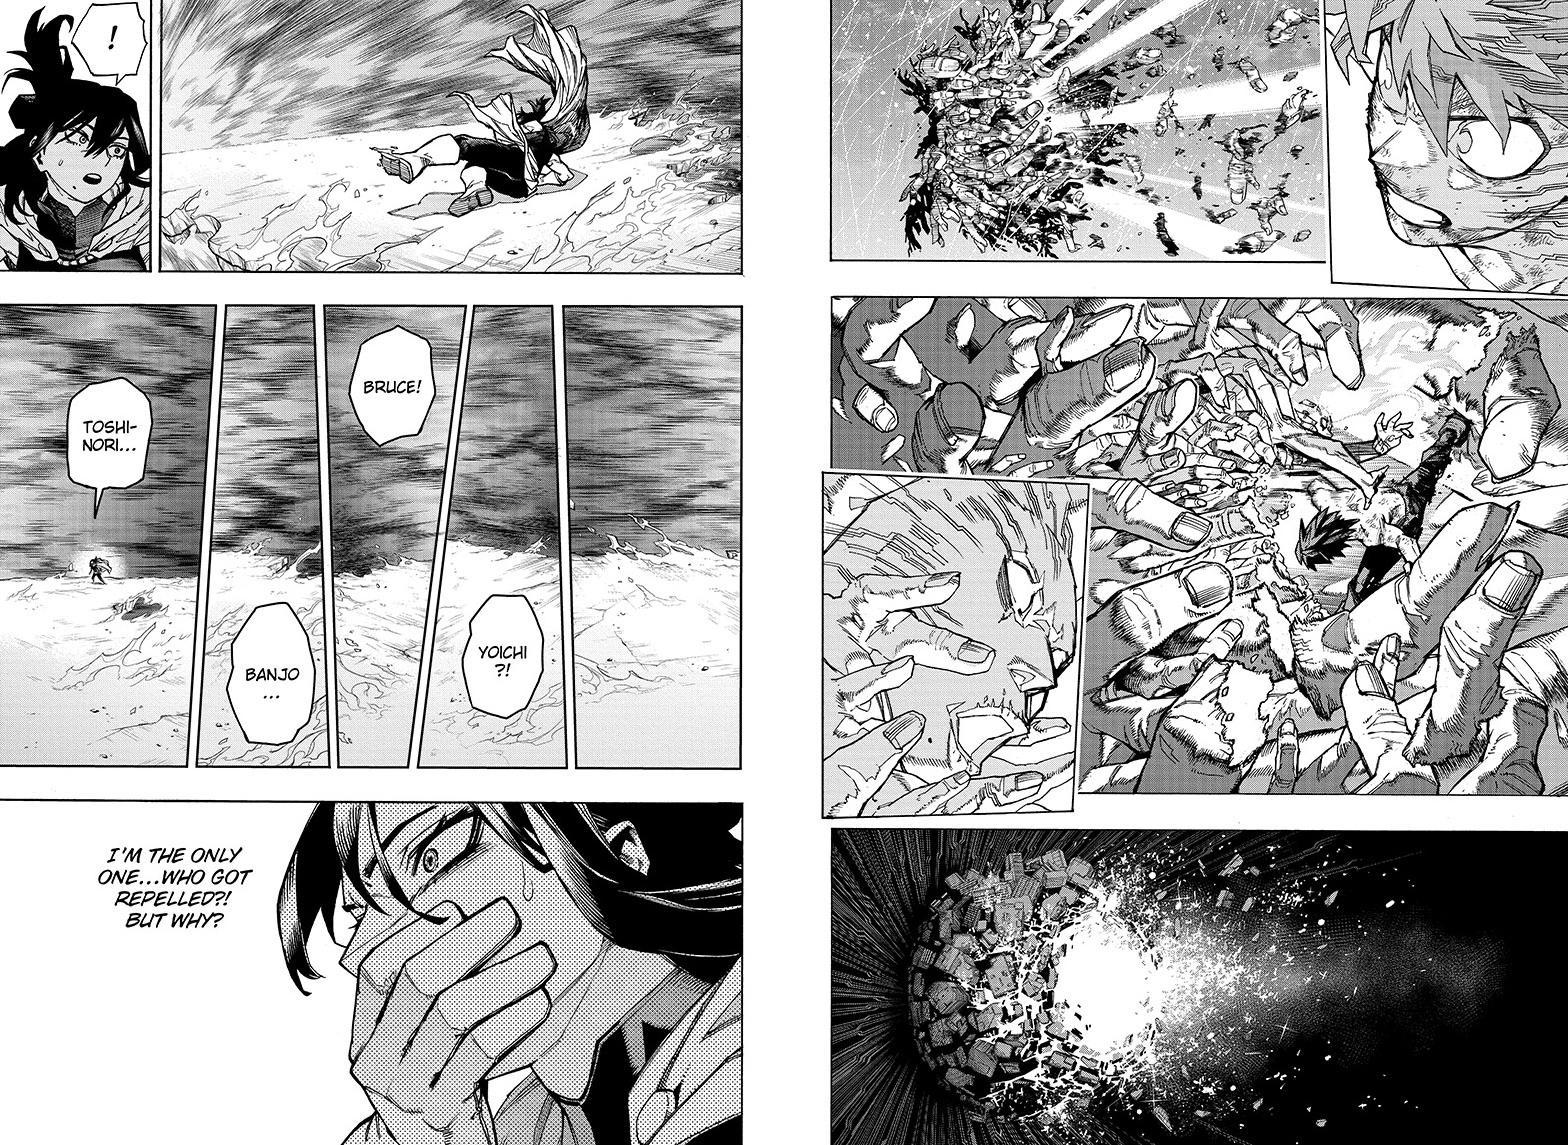 !
YOICHI
?!
BRUCE!
BANJO
...
TOSHI-
NORI...
I'M THE ONLY
ONE...WHO GOT
REPELLED?!
BUT WHY?